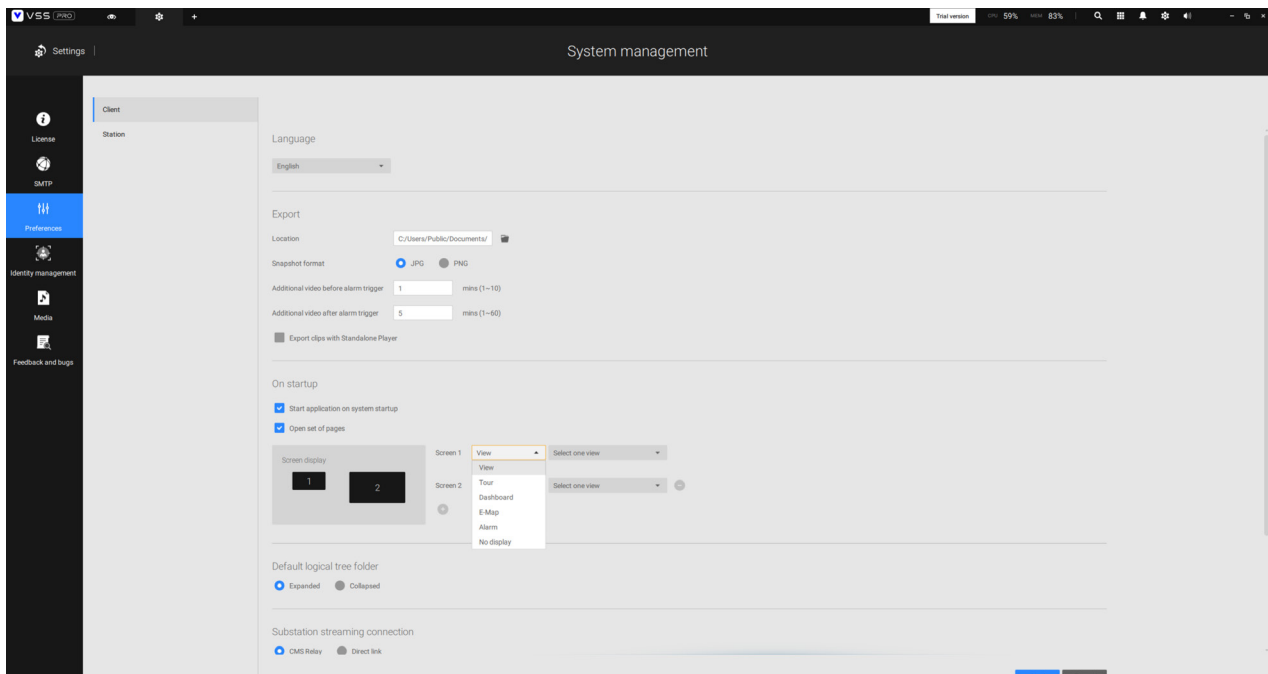 VSS PRO
Trial version CPU 59% MEM 83%
Settings
System management
License
SMTP
Preferences
Identity management
Media
Feedback and bugs
Client
Station
Language
English
Export
Location C:/Users/Public/Documents/
Snapshot format JPG PNG
Additional video before alarm trigger 1 mins (1~10)
Additional video after alarm trigger 5 mins (1~60)
Export clips with Standalone Player
On startup
Start application on system startup
Open set of pages
Screen display
1
2
Screen 1 View Select one view
View
Tour
Dashboard
E-Map
Alarm
No display
Screen 2 Select one view
Default logical tree folder
Expanded Collapsed
Substation streaming connection
CMS Relay Direct link